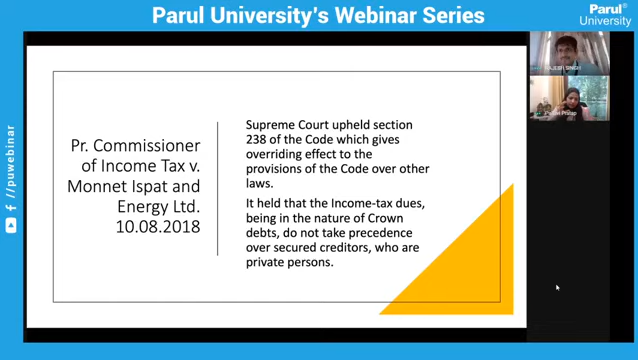 Parul University's Webinar Series
Parul®
University
Pr. Commissioner
of Income Tax v.
Monnet Ispat and
Energy Ltd.
10.08.2018
Supreme Court upheld section
238 of the Code which gives
overriding effect to the
provisions of the Code over other
laws.
It held that the Income-tax dues,
being in the nature of Crown
debts, do not take precedence
over secured creditors, who are
private persons.
//puwebinar